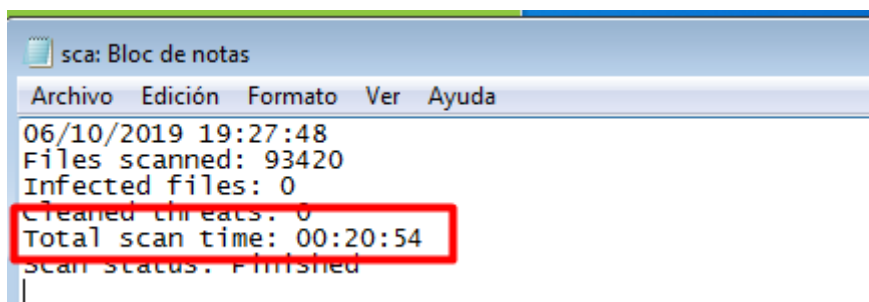 sca: Bloc de notas
Archivo Edición Formato Ver Ayuda
06/10/2019 19:27:48
Files scanned: 93420
Infected files: 0
Cleaned threats: 0
Total scan time: 00:20:54
Scan status: Finished